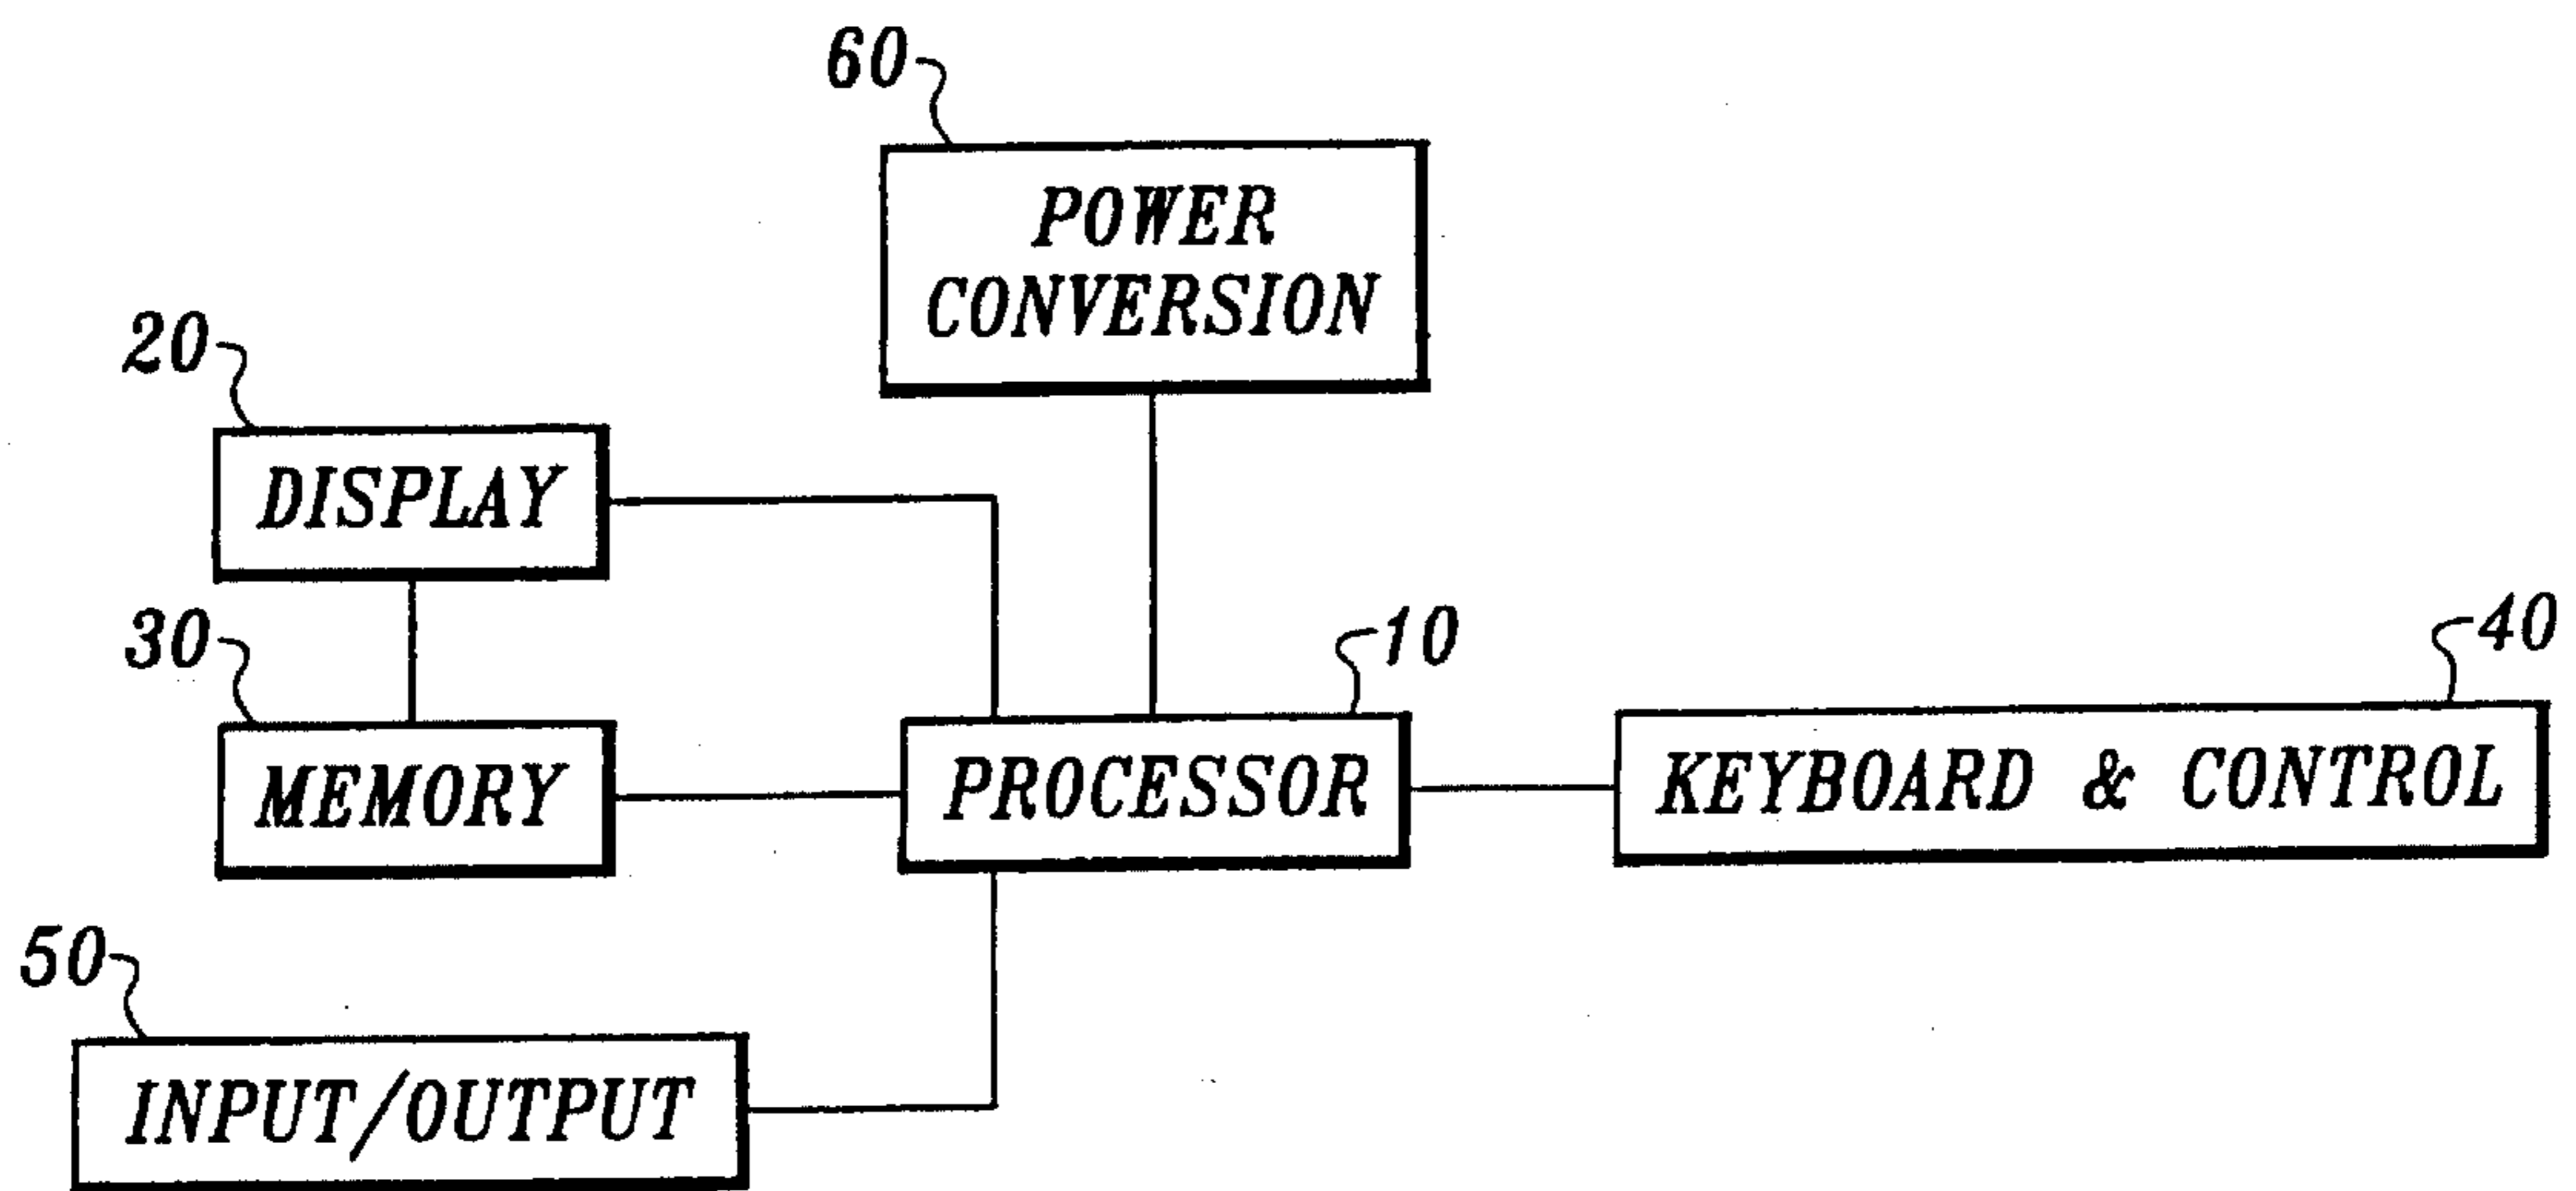 60
POWER
CONVERSION
20
DISPLAY
30
MEMORY
10
PROCESSOR
40
KEYBOARD & CONTROL
50
INPUT/OUTPUT